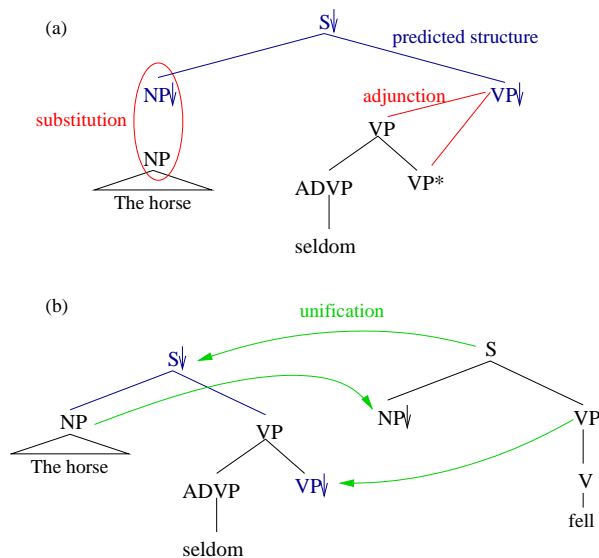 (a)
S↓
predicted structure
NP↓
adjunction
VP↓
substitution
VP
NP
ADVP
VP*
The horse
seldom
(b)
unification
S↓
S
NP
NP↓
VP
VP
The horse
ADVP
VP↓
V
fell
seldom